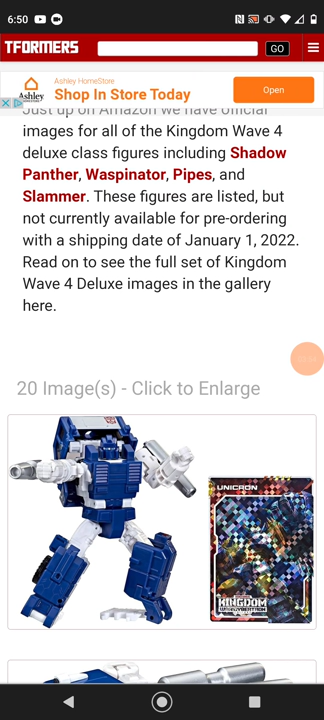 6:50
TFORMERS
GO
Ashley HomeStore
Shop In Store Today
Open
Ashley
Just up on Amazon we have official
images for all of the Kingdom Wave 4
deluxe class figures including Shadow
Panther, Waspinator, Pipes, and
Slammer. These figures are listed, but
not currently available for pre-ordering
with a shipping date of January 1, 2022.
Read on to see the full set of Kingdom
Wave 4 Deluxe images in the gallery
here.
20 Image(s) - Click to Enlarge
UNICRON
KINGDOM